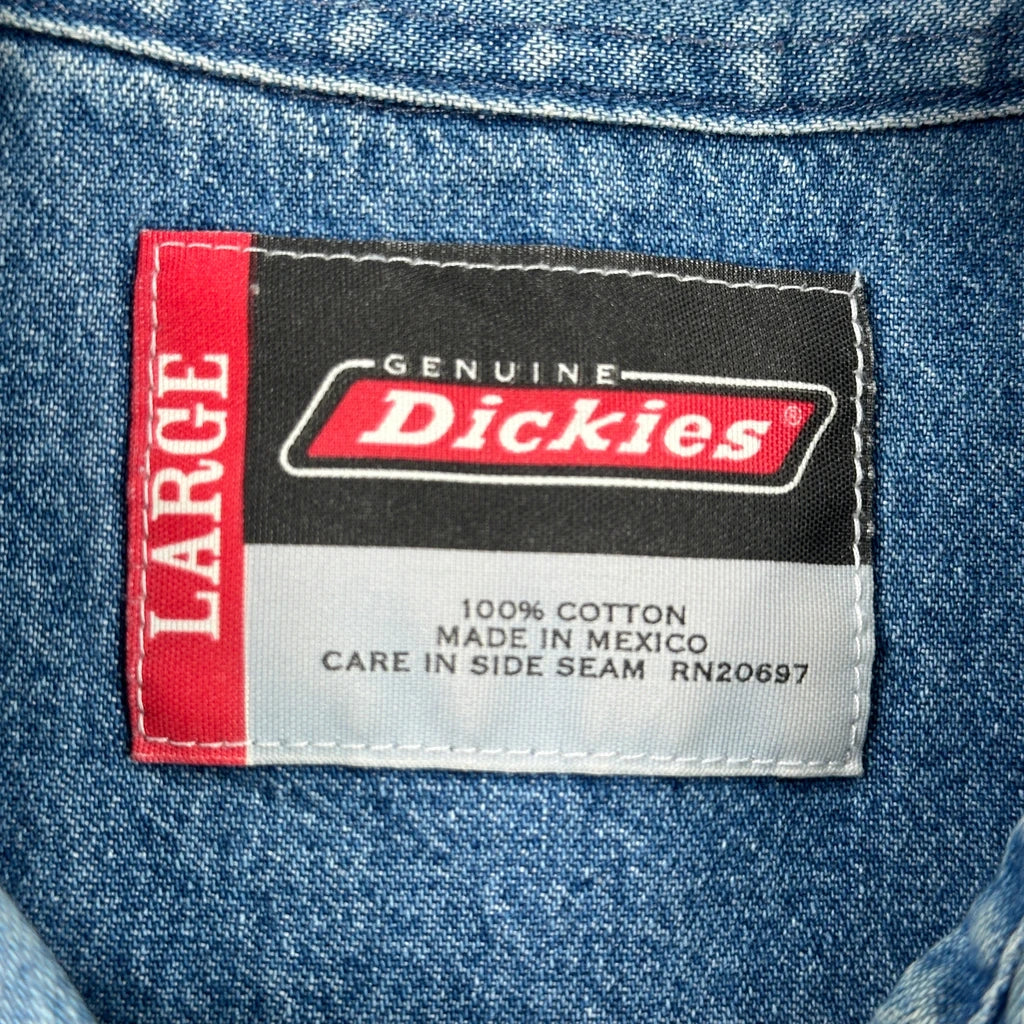 LARGE
GENUINE
Dickies®
100% COTTON
MADE IN MEXICO
CARE IN SIDE SEAM RN20697